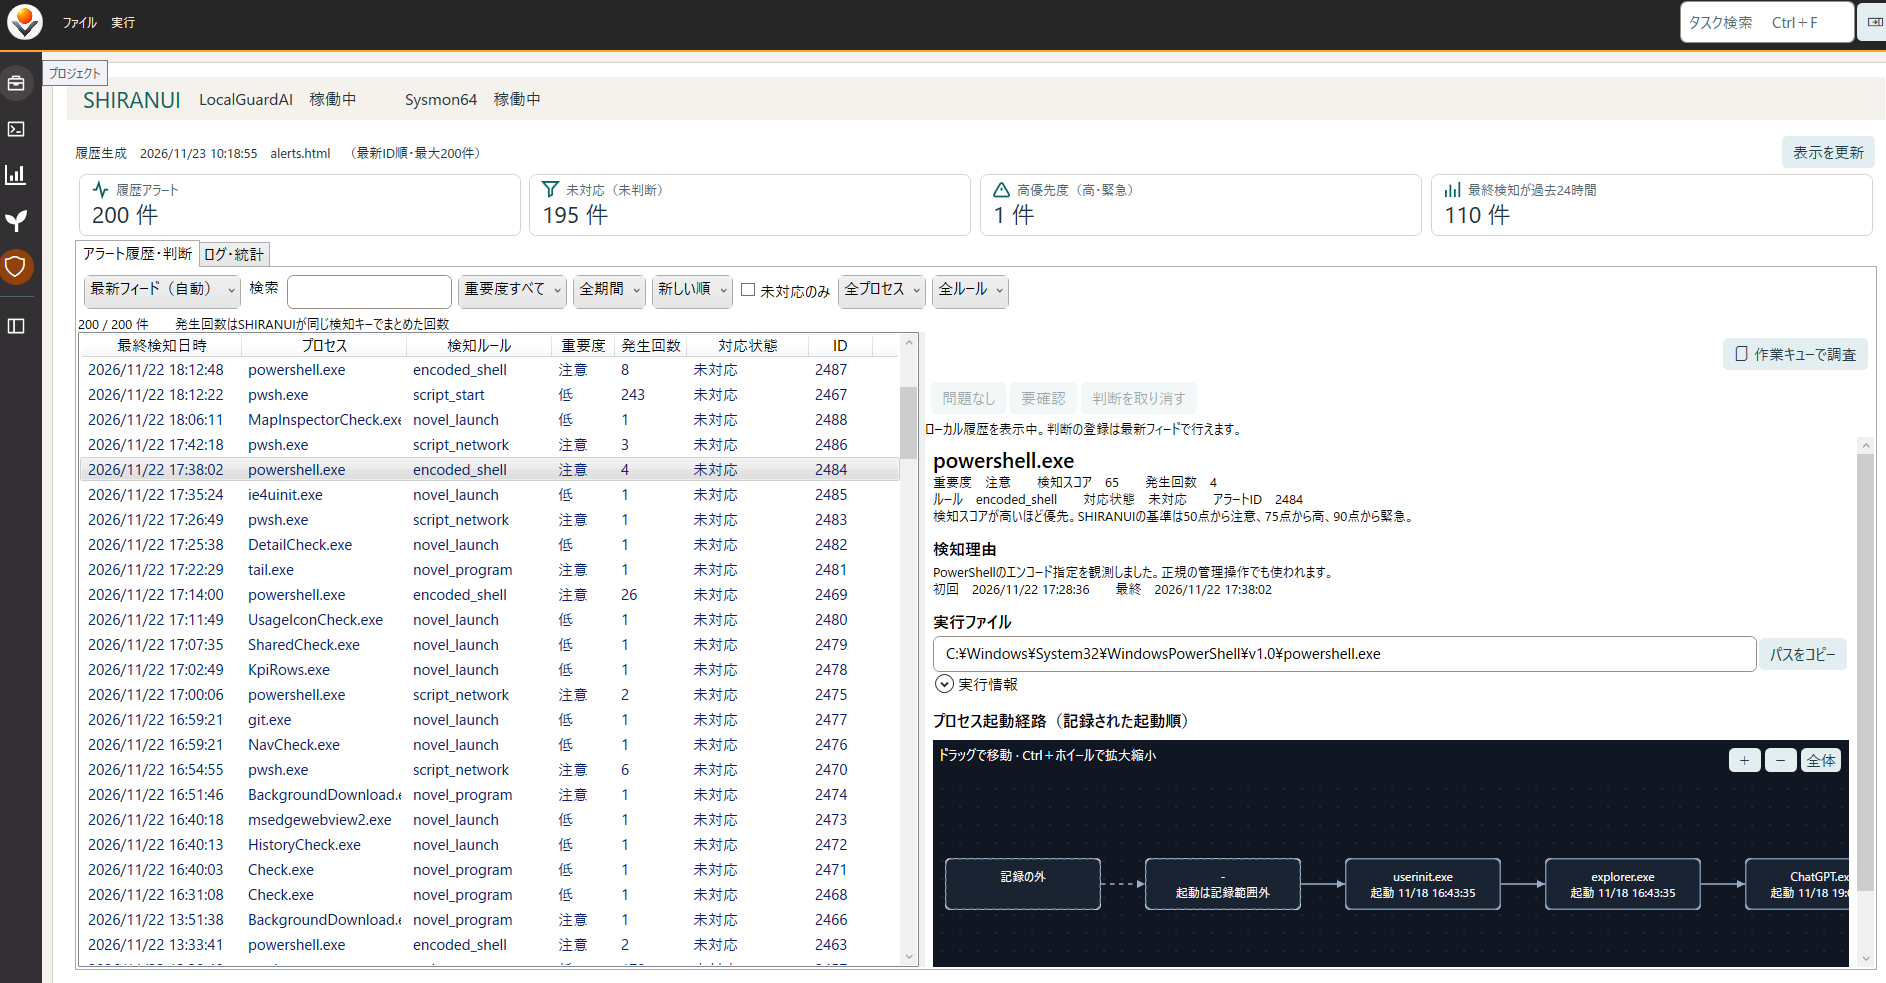 ファイル 実行
タスク検索 Ctrl+F
プロジェクト
SHIRANUI LocalGuardAI 稼働中 Sysmon64 稼働中
履歴生成 2026/11/23 10:18:55 alerts.html （最新ID順・最大200件）
表示を更新
履歴アラート
200 件
未対応（未判断）
195 件
高優先度（高・緊急）
1 件
最終検知が過去24時間
110 件
アラート履歴・判断 ログ・統計
最新フィード（自動） 検索 重要度すべて 全期間 新しい順 未対応のみ 全プロセス 全ルール
200 / 200 件 発生回数はSHIRANUIが同じ検知キーでまとめた回数
最終検知日時 プロセス 検知ルール 重要度 発生回数 対応状態 ID
2026/11/22 18:12:48 powershell.exe encoded_shell 注意 8 未対応 2487
2026/11/22 18:12:22 pwsh.exe script_start 低 243 未対応 2467
2026/11/22 18:06:11 MapInspectorCheck.exe novel_launch 低 1 未対応 2488
2026/11/22 17:42:18 pwsh.exe script_network 注意 3 未対応 2486
2026/11/22 17:38:02 powershell.exe encoded_shell 注意 4 未対応 2484
2026/11/22 17:35:24 ie4uinit.exe novel_launch 低 1 未対応 2485
2026/11/22 17:26:49 pwsh.exe script_network 注意 1 未対応 2483
2026/11/22 17:25:38 DetailCheck.exe novel_launch 低 1 未対応 2482
2026/11/22 17:22:29 tail.exe novel_program 注意 1 未対応 2481
2026/11/22 17:14:00 powershell.exe encoded_shell 注意 26 未対応 2469
2026/11/22 17:11:49 UsageIconCheck.exe novel_launch 低 1 未対応 2480
2026/11/22 17:07:35 SharedCheck.exe novel_launch 低 1 未対応 2479
2026/11/22 17:02:49 KpiRows.exe novel_launch 低 1 未対応 2478
2026/11/22 17:00:06 powershell.exe script_network 注意 2 未対応 2475
2026/11/22 16:59:21 git.exe novel_launch 低 1 未対応 2477
2026/11/22 16:59:21 NavCheck.exe novel_launch 低 1 未対応 2476
2026/11/22 16:54:55 pwsh.exe script_network 注意 6 未対応 2470
2026/11/22 16:51:46 BackgroundDownload.e novel_program 注意 1 未対応 2474
2026/11/22 16:40:18 msedgewebview2.exe novel_launch 低 1 未対応 2473
2026/11/22 16:40:13 HistoryCheck.exe novel_launch 低 1 未対応 2472
2026/11/22 16:40:03 Check.exe novel_program 低 1 未対応 2471
2026/11/22 16:31:08 Check.exe novel_program 低 1 未対応 2468
2026/11/22 13:51:38 BackgroundDownload.e novel_program 注意 1 未対応 2466
2026/11/22 13:33:41 powershell.exe encoded_shell 注意 2 未対応 2463
作業キューで調査
問題なし 要確認 判断を取り消す
ローカル履歴を表示中。判断の登録は最新フィードで行えます。
powershell.exe
重要度 注意 検知スコア 65 発生回数 4
ルール encoded_shell 対応状態 未対応 アラートID 2484
検知スコアが高いほど優先。SHIRANUIの基準は50点から注意、75点から高、90点から緊急。
検知理由
PowerShellのエンコード指定を観測しました。正規の管理操作でも使われます。
初回 2026/11/22 17:28:36 最終 2026/11/22 17:38:02
実行ファイル
C:¥Windows¥System32¥WindowsPowerShell¥v1.0¥powershell.exe パスをコピー
実行情報
プロセス起動経路（記録された起動順）
ドラッグで移動・Ctrl＋ホイールで拡大縮小
+ − 全体
記録の外
-
起動は記録範囲外
userinit.exe
起動 11/18 16:43:35
explorer.exe
起動 11/18 16:43:35
ChatGPT.ex
起動 11/18 19:0